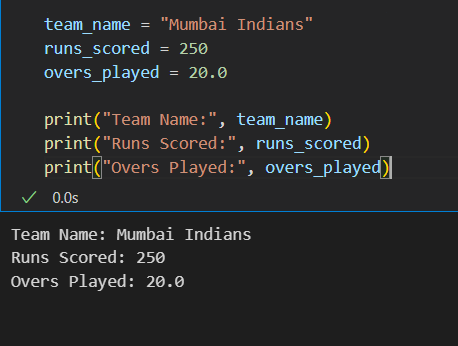 team_name = "Mumbai Indians"
runs_scored = 250
overs_played = 20.0
print("Team Name:", team_name)
print("Runs Scored:", runs_scored)
print("Overs Played:", overs_played)
0.0s
Team Name: Mumbai Indians
Runs Scored: 250
Overs Played: 20.0